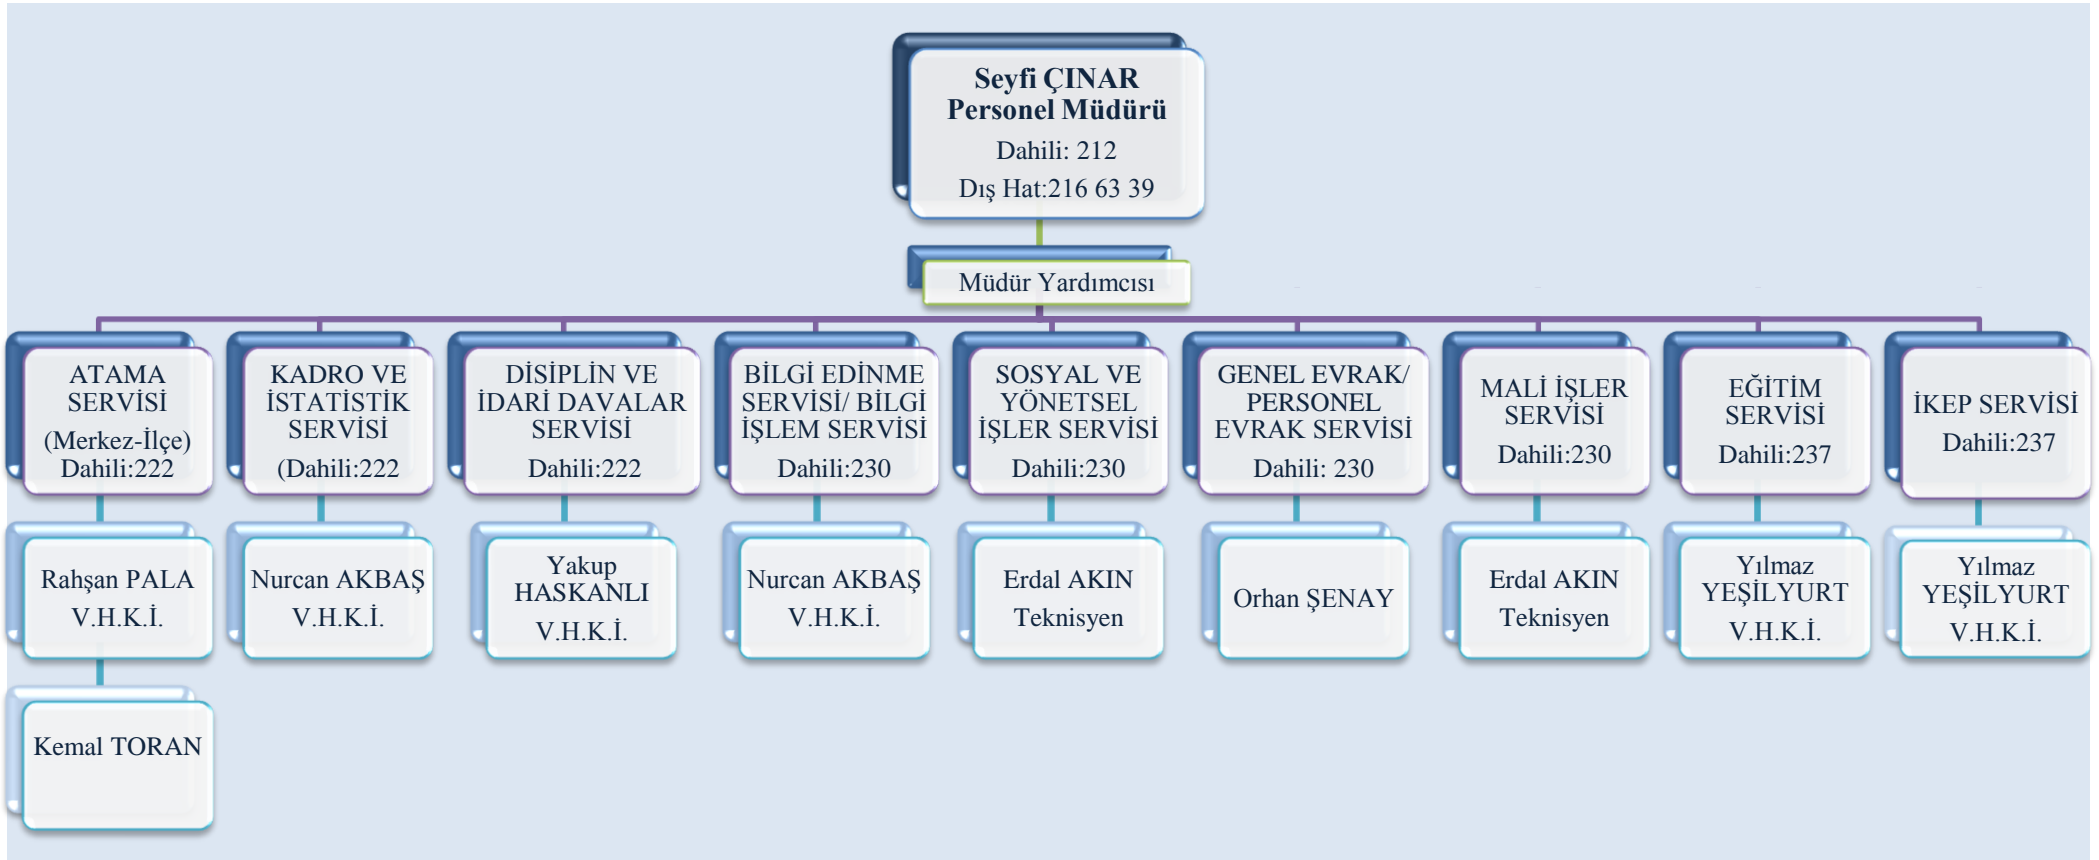 Seyfi ÇINAR
Personel Müdürü
Dahili: 212
Dış Hat:216 63 39
Müdür Yardımcısı
ATAMA
SERVİSİ
(Merkez-İlçe)
Dahili:222
KADRO VE
İSTATİSTİK
SERVİSİ
(Dahili:222
DİSİPLİN VE
İDARİ DAVALAR
SERVİSİ
Dahili:222
BİLGİ EDİNME
SERVİSİ/ BİLGİ
İŞLEM SERVİSİ
Dahili:230
SOSYAL VE
YÖNETSEL
İŞLER SERVİSİ
Dahili:230
GENEL EVRAK/
PERSONEL
EVRAK SERVİSİ
Dahili: 230
MALİ İŞLER
SERVİSİ
Dahili:230
EĞİTİM
SERVİSİ
Dahili:237
İKEP SERVİSİ
Dahili:237
Rahşan PALA
V.H.K.İ.
Nurcan AKBAŞ
V.H.K.İ.
Yakup
HASKANLI
V.H.K.İ.
Nurcan AKBAŞ
V.H.K.İ.
Erdal AKIN
Teknisyen
Orhan ŞENAY
Erdal AKIN
Teknisyen
Yılmaz
YEŞİLYURT
V.H.K.İ.
Yılmaz
YEŞİLYURT
V.H.K.İ.
Kemal TORAN